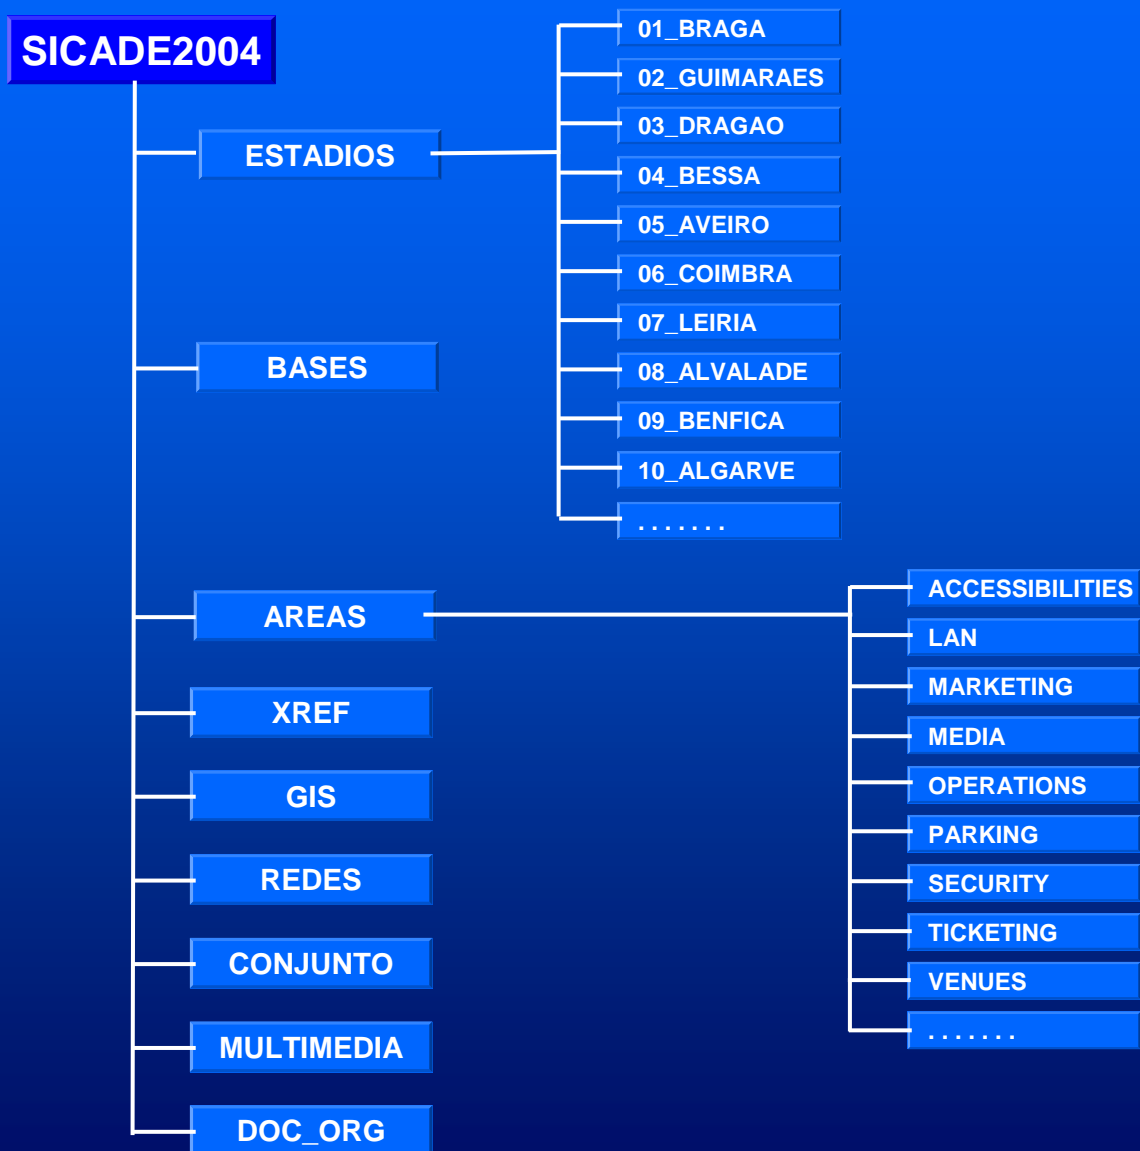 SICADE2004
ESTADIOS
01_BRAGA
02_GUIMARAES
03_DRAGAO
04_BESSA
05_AVEIRO
06_COIMBRA
07_LEIRIA
08_ALVALADE
09_BENFICA
10_ALGARVE
. . . . . . .
BASES
AREAS
ACCESSIBILITIES
LAN
MARKETING
MEDIA
OPERATIONS
PARKING
SECURITY
TICKETING
VENUES
. . . . . . .
XREF
GIS
REDES
CONJUNTO
MULTIMEDIA
DOC_ORG